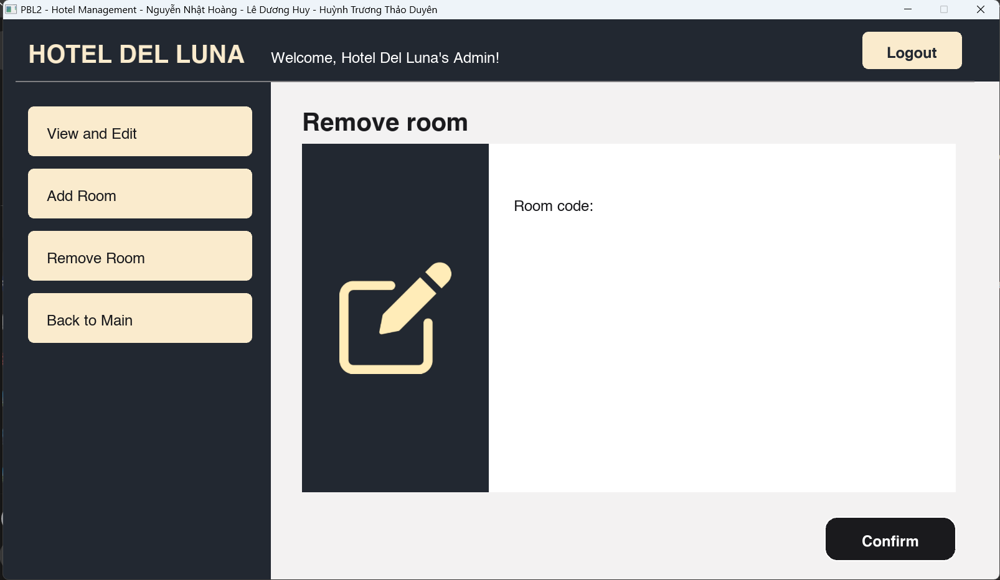 PBL2 - Hotel Management - Nguyễn Nhật Hoàng - Lê Dương Huy - Huỳnh Trương Thảo Duyên
HOTEL DEL LUNA
Welcome, Hotel Del Luna's Admin!
Logout
View and Edit
Add Room
Remove Room
Back to Main
Remove room
Room code:
Confirm